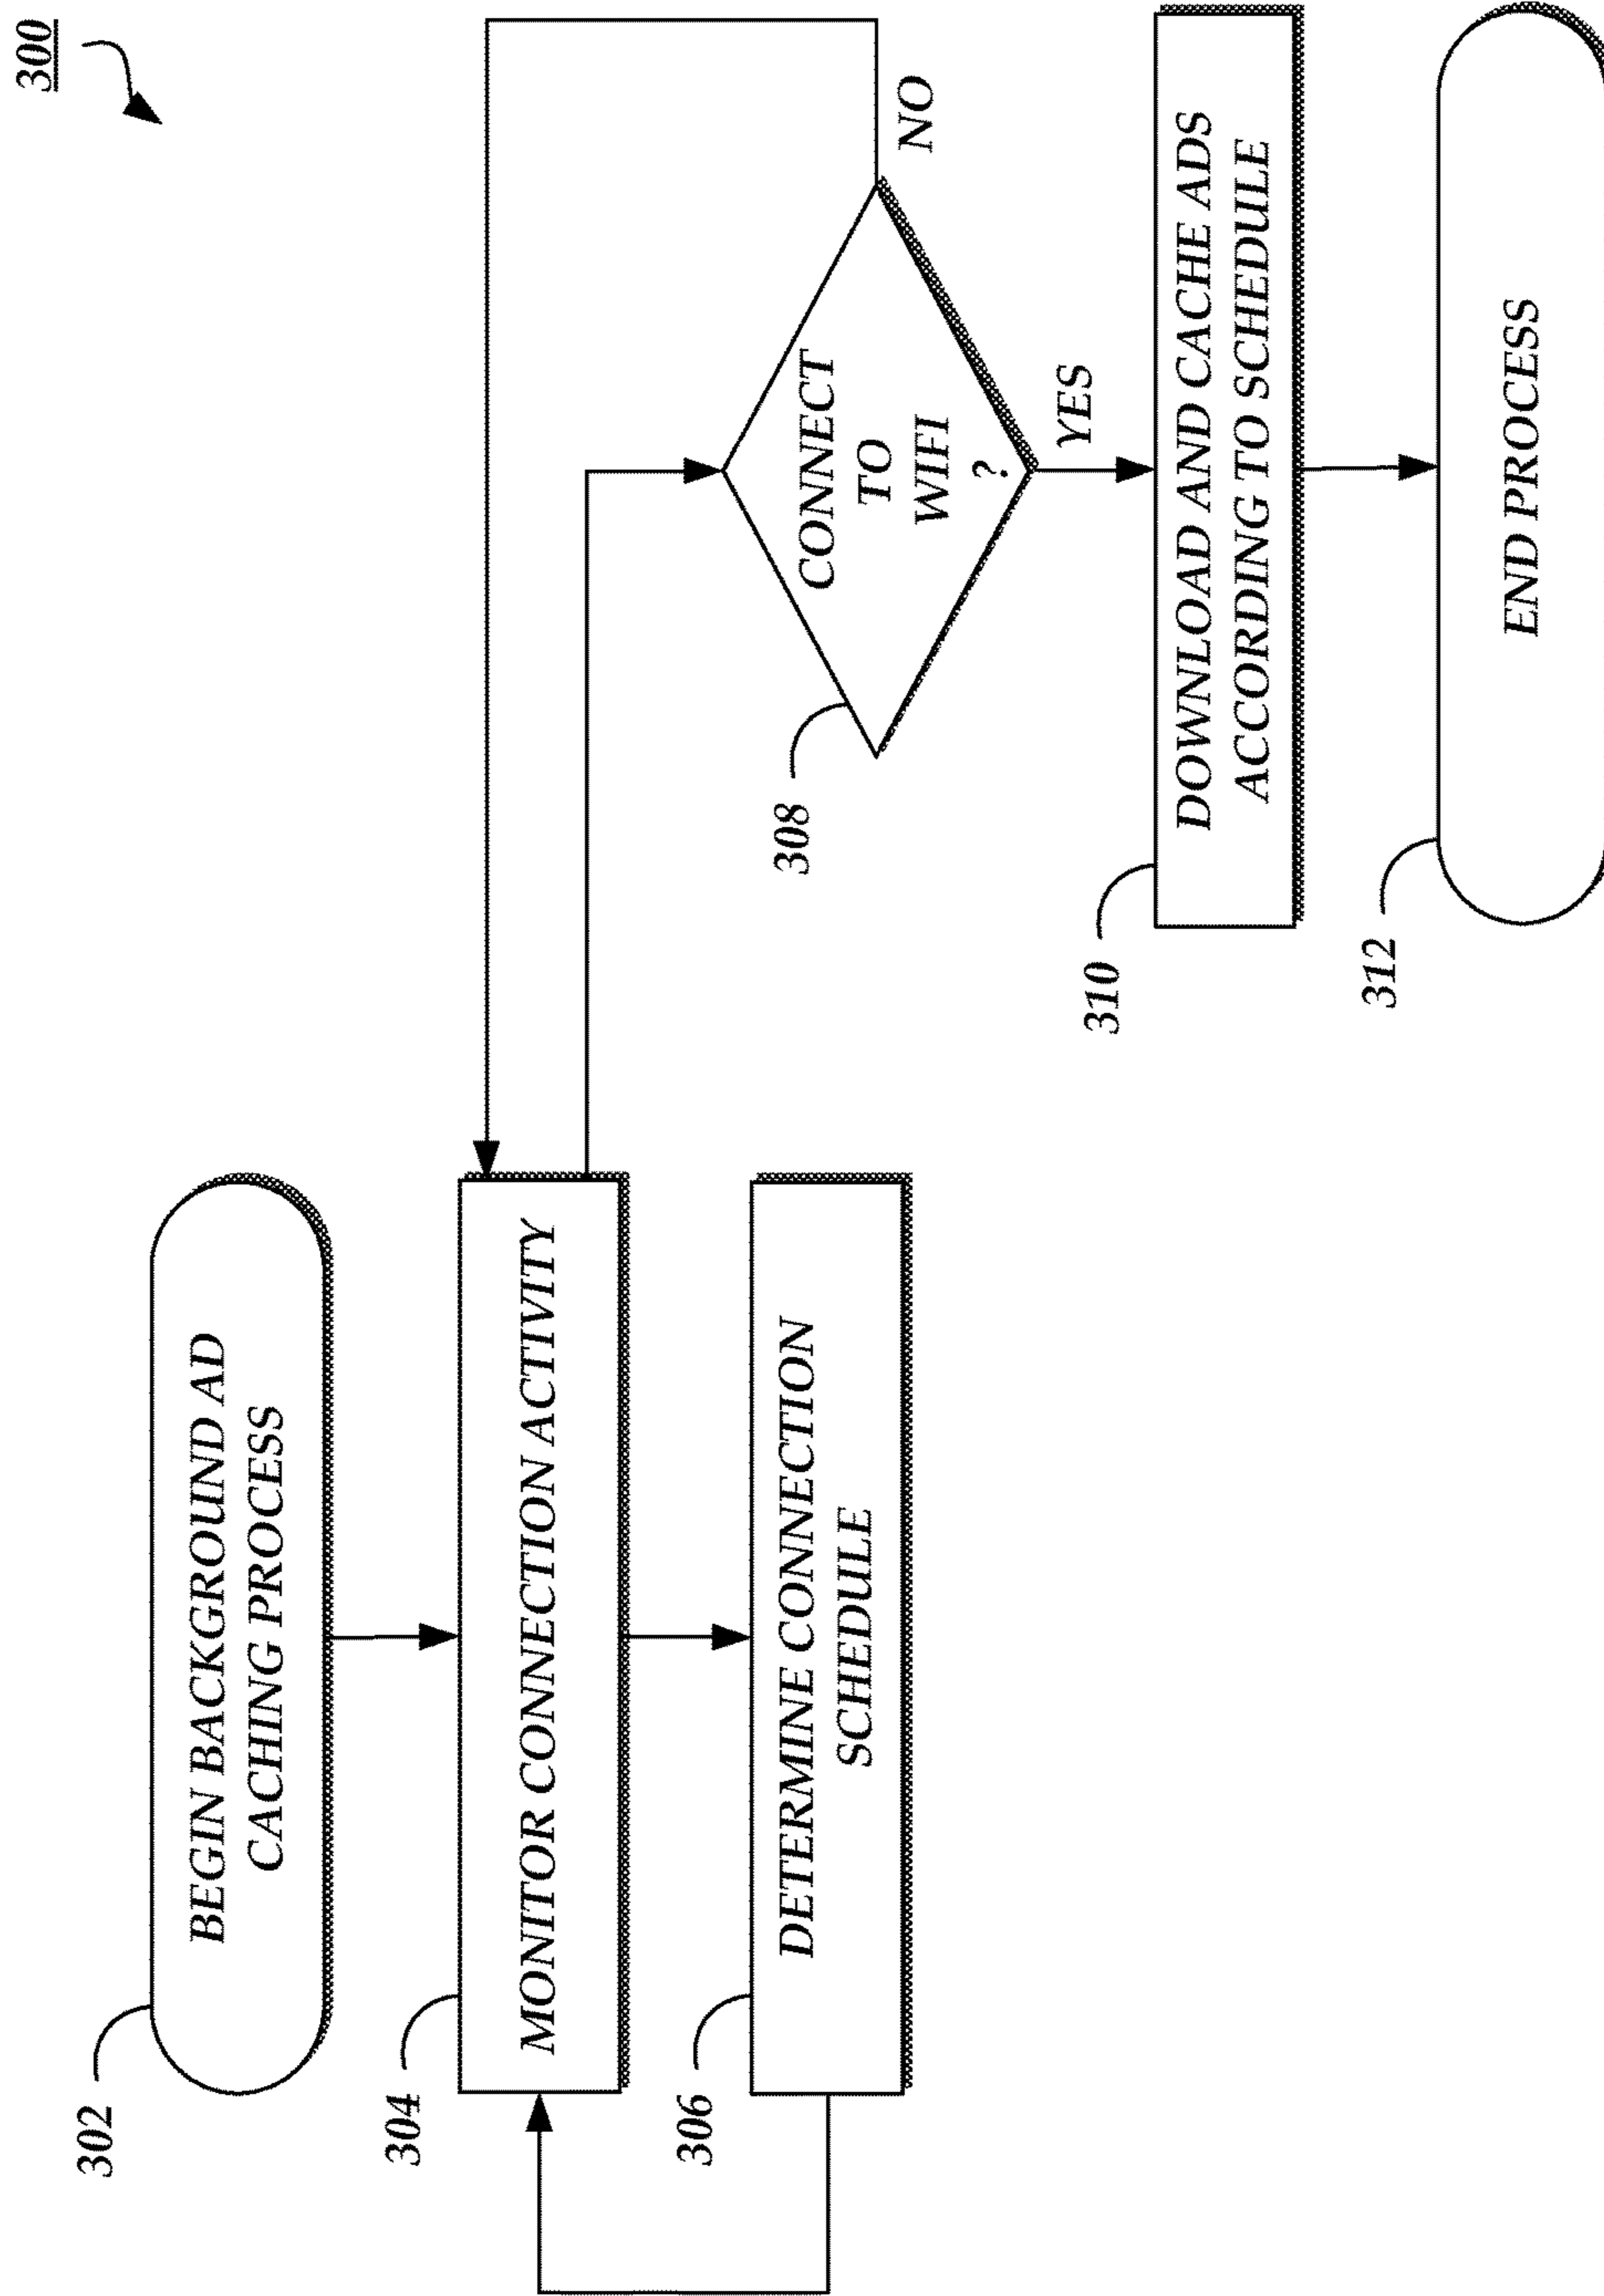 300
302
BEGIN BACKGROUND AD
CACHING PROCESS
304
MONITOR CONNECTION ACTIVITY
306
DETERMINE CONNECTION
SCHEDULE
308
CONNECT
TO
WIFI
?
NO
YES
310
DOWNLOAD AND CACHE ADS
ACCORDING TO SCHEDULE
312
END PROCESS